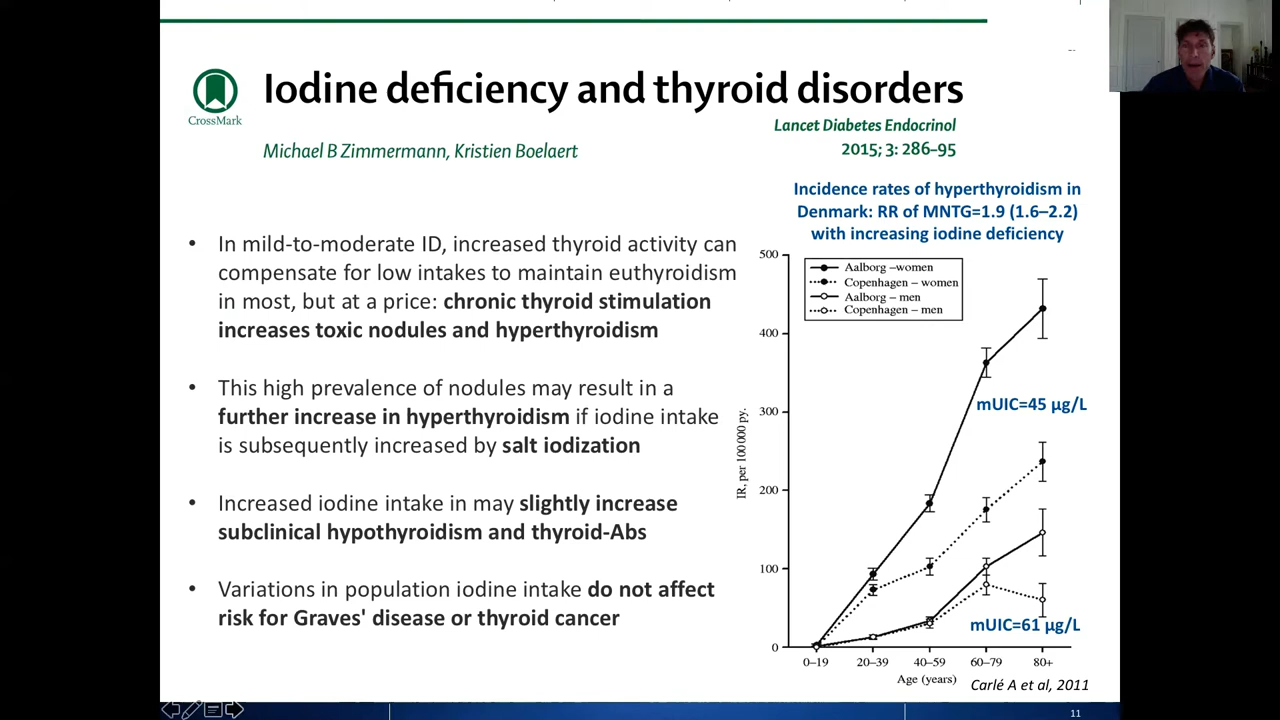 Iodine deficiency and thyroid disorders
CrossMark
Lancet Diabetes Endocrinol
2015; 3: 286–95
Michael B Zimmermann, Kristien Boelaert
• In mild-to-moderate ID, increased thyroid activity can
compensate for low intakes to maintain euthyroidism
in most, but at a price: chronic thyroid stimulation
increases toxic nodules and hyperthyroidism
• This high prevalence of nodules may result in a
further increase in hyperthyroidism if iodine intake
is subsequently increased by salt iodization
• Increased iodine intake in may slightly increase
subclinical hypothyroidism and thyroid-Abs
• Variations in population iodine intake do not affect
risk for Graves' disease or thyroid cancer
Incidence rates of hyperthyroidism in
Denmark: RR of MNTG=1.9 (1.6–2.2)
with increasing iodine deficiency
Aalborg –women
Copenhagen – women
Aalborg – men
Copenhagen – men
500
400
300
200
100
0
IR, per 100 000 py.
mUIC=45 µg/L
mUIC=61 µg/L
0–19 20–39 40–59 60–79 80+
Age (years)
Carlé A et al, 2011
11